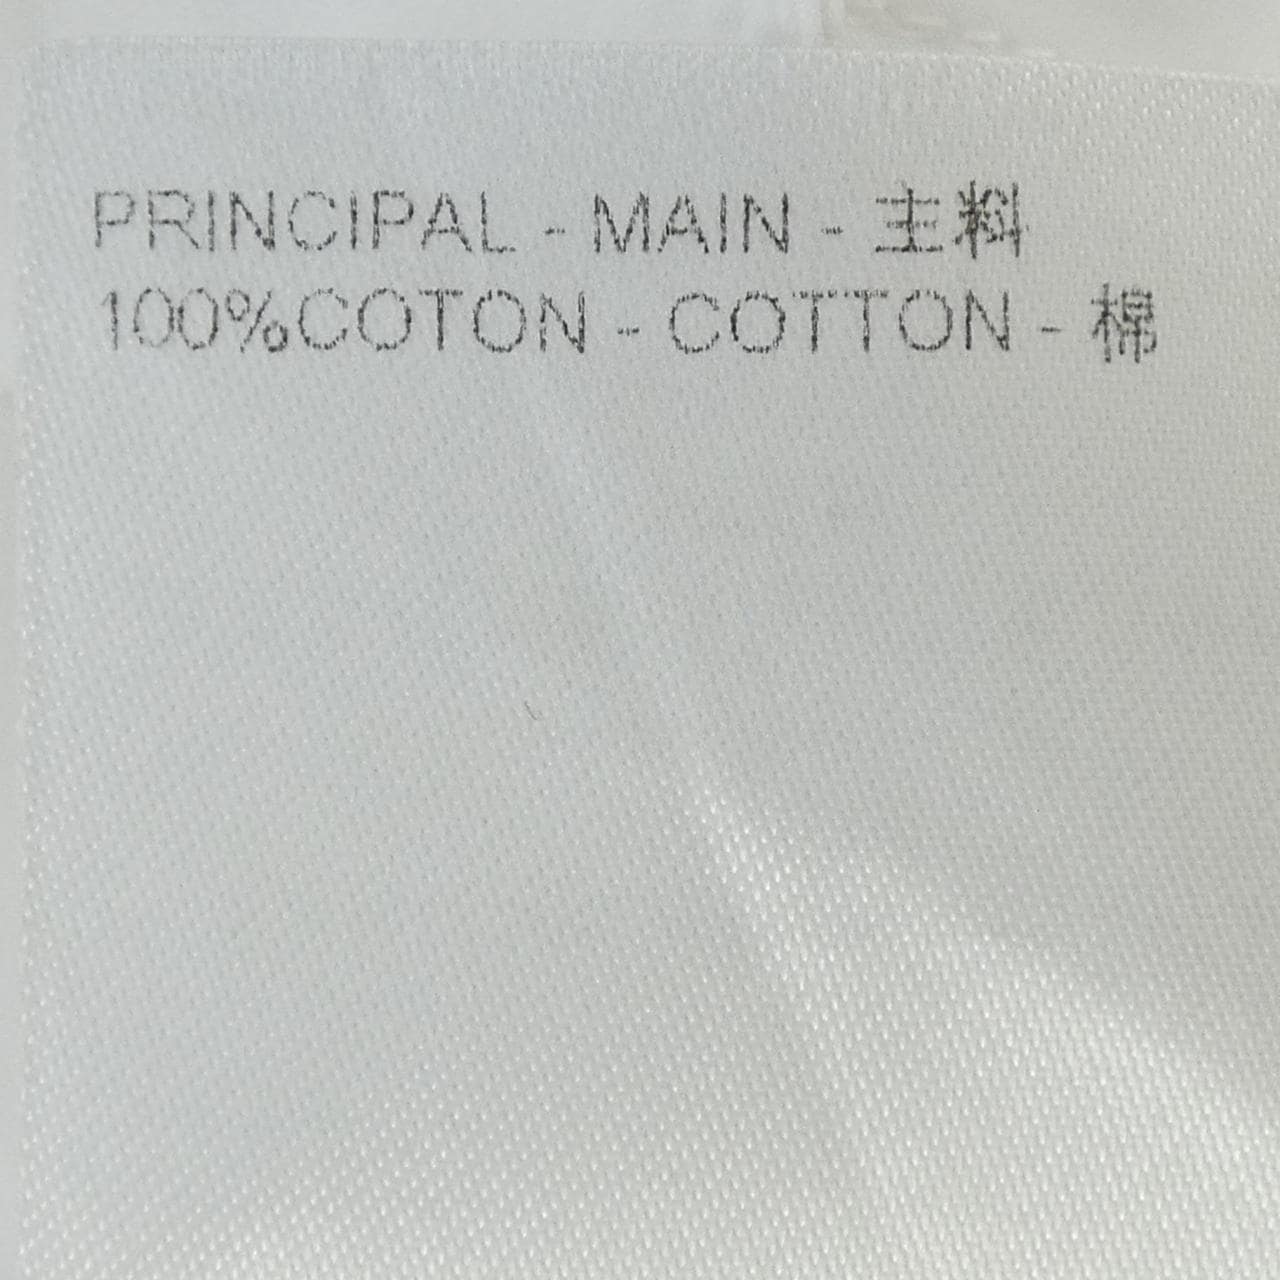 PRINCIPAL - MAIN - 主料
100%COTON - COTTON - 棉